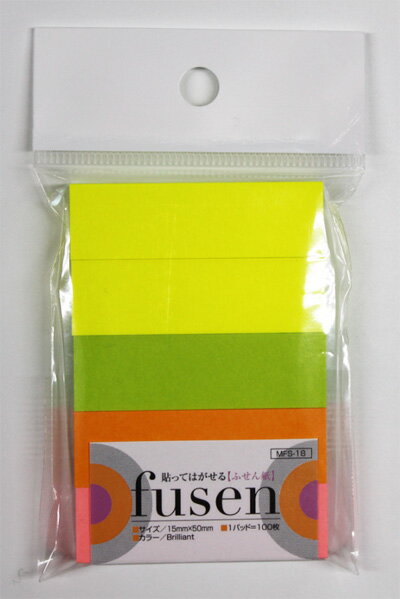 MFS-18
貼ってはがせる【ふせん紙】
fusen
■サイズ／15mm×50mm ■1パッド=100枚
■カラー／Brilliant